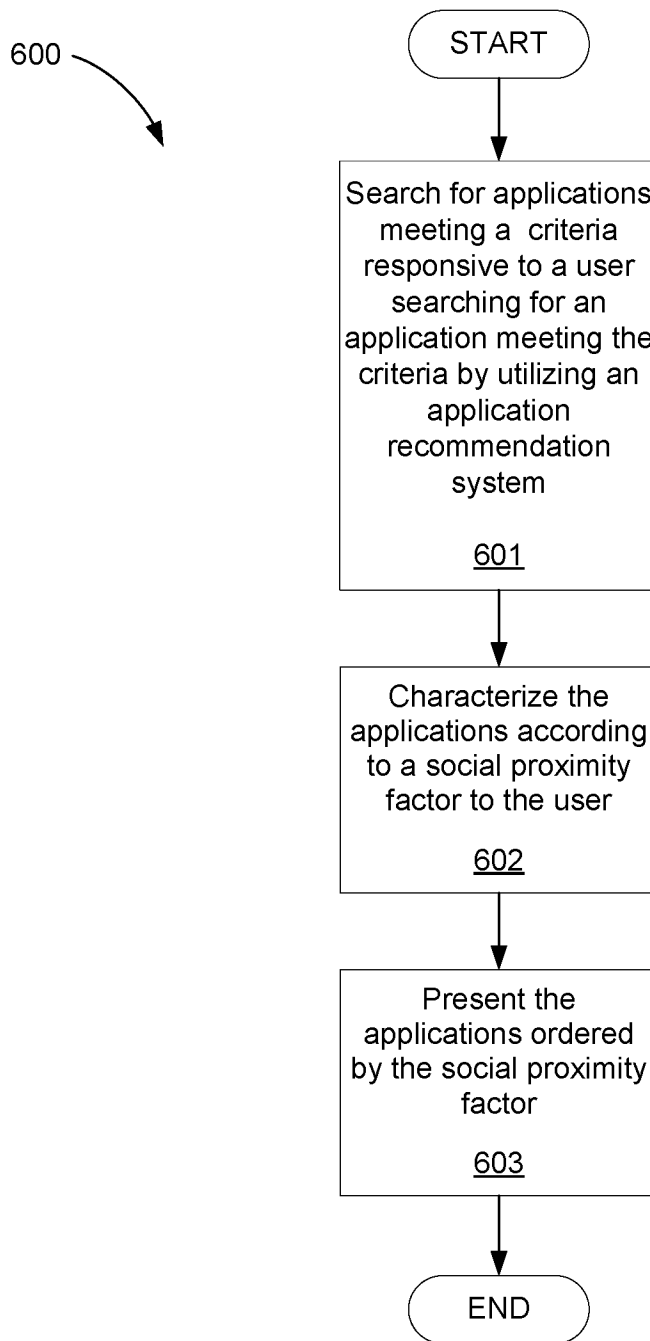 600
START
Search for applications
meeting a criteria
responsive to a user
searching for an
application meeting the
criteria by utilizing an
application
recommendation
system
601
Characterize the
applications according
to a social proximity
factor to the user
602
Present the
applications ordered
by the social proximity
factor
603
END